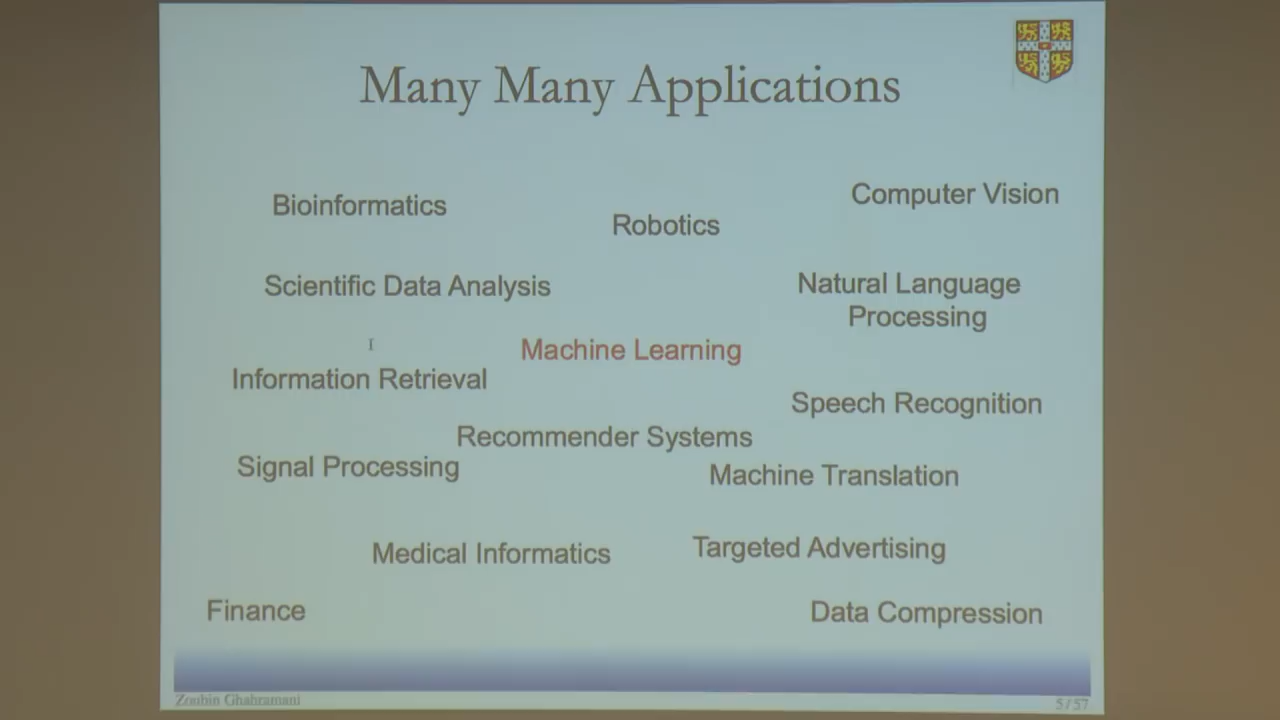 Many Many Applications
Bioinformatics
Robotics
Computer Vision
Scientific Data Analysis
Natural Language
Processing
Machine Learning
Information Retrieval
Speech Recognition
Recommender Systems
Signal Processing
Machine Translation
Medical Informatics
Targeted Advertising
Finance
Data Compression
Zoubin Ghahramani
5 / 57